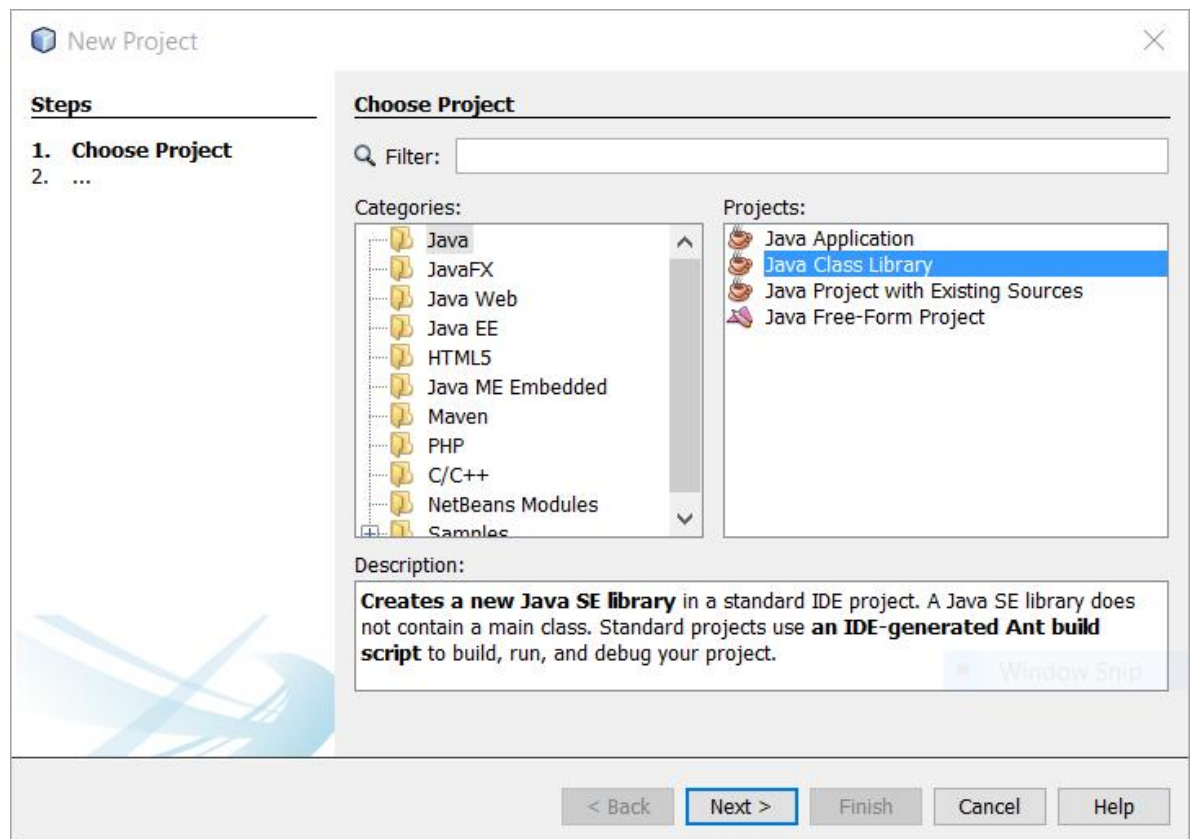 New Project
Steps
1. Choose Project
2. ...
Choose Project
Filter:
Categories:
Java
JavaFX
Java Web
Java EE
HTML5
Java ME Embedded
Maven
PHP
C/C++
NetBeans Modules
Samples
Projects:
Java Application
Java Class Library
Java Project with Existing Sources
Java Free-Form Project
Description:
Creates a new Java SE library in a standard IDE project. A Java SE library does
not contain a main class. Standard projects use an IDE-generated Ant build
script to build, run, and debug your project.
Window Snip
< Back
Next >
Finish
Cancel
Help